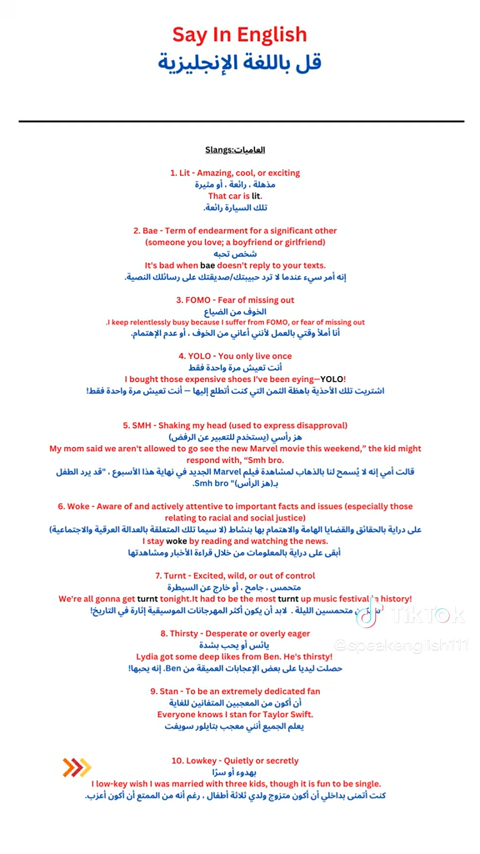 Say In English
قل باللغة الإنجليزية
Slangs:العاميات
1. Lit - Amazing, cool, or exciting
مذهلة ، رائعة ، أو مثيرة
That car is lit.
تلك السيارة رائعة.
2. Bae - Term of endearment for a significant other
(someone you love; a boyfriend or girlfriend)
شخص تحبه
It's bad when bae doesn't reply to your texts.
إنه أمر سيء عندما لا ترد حبيبتك/صديقتك على رسائلك النصية.
3. FOMO - Fear of missing out
الخوف من الضياع
.I keep relentlessly busy because I suffer from FOMO, or fear of missing out
أنا أملأ وقتي بالعمل لأنني أعاني من الخوف ، أو عدم الإهتمام.
4. YOLO - You only live once
أنت تعيش مرة واحدة فقط
I bought those expensive shoes I've been eying—YOLO!
اشتريت تلك الأحذية باهظة الثمن التي كنت أتطلع إليها – أنت تعيش مرة واحدة فقط!
5. SMH - Shaking my head (used to express disapproval)
هز رأسي (يستخدم للتعبير عن الرفض)
My mom said we aren't allowed to go see the new Marvel movie this weekend,” the kid might
respond with, “Smh bro.
قالت أمي إنه لا يُسمح لنا بالذهاب لمشاهدة فيلم Marvel الجديد في نهاية هذا الأسبوع ، "قد يرد الطفل
بـ(هز الرأس)" Smh bro.
6. Woke - Aware of and actively attentive to important facts and issues (especially those
relating to racial and social justice)
على دراية بالحقائق والقضايا الهامة والاهتمام بها بنشاط (لا سيما تلك المتعلقة بالعدالة العرقية والاجتماعية)
I stay woke by reading and watching the news.
أبقى على دراية بالمعلومات من خلال قراءة الأخبار ومشاهدتها
7. Turnt - Excited, wild, or out of control
متحمس ، جامح ، أو خارج عن السيطرة
We're all gonna get turnt tonight.It had to be the most turnt up music festival in history!
متحمسين الليلة . لابد أن يكون أكثر المهرجانات الموسيقية إثارة في التاريخ!
TikTok
8. Thirsty - Desperate or overly eager
يائس أو يحب بشدة
@speakenglish111
Lydia got some deep likes from Ben. He's thirsty!
حصلت ليديا على بعض الإعجابات العميقة من Ben. إنه يحبها!
9. Stan - To be an extremely dedicated fan
أن أكون من المعجبين المتفانين للغاية
Everyone knows I stan for Taylor Swift.
يعلم الجميع أنني معجب بتايلور سويفت
10. Lowkey - Quietly or secretly
بهدوء أو سرًا
I low-key wish I was married with three kids, though it is fun to be single.
كنت أتمنى بداخلي أن أكون متزوج ولدي ثلاثة أطفال ، رغم أنه من الممتع أن أكون أعزب.